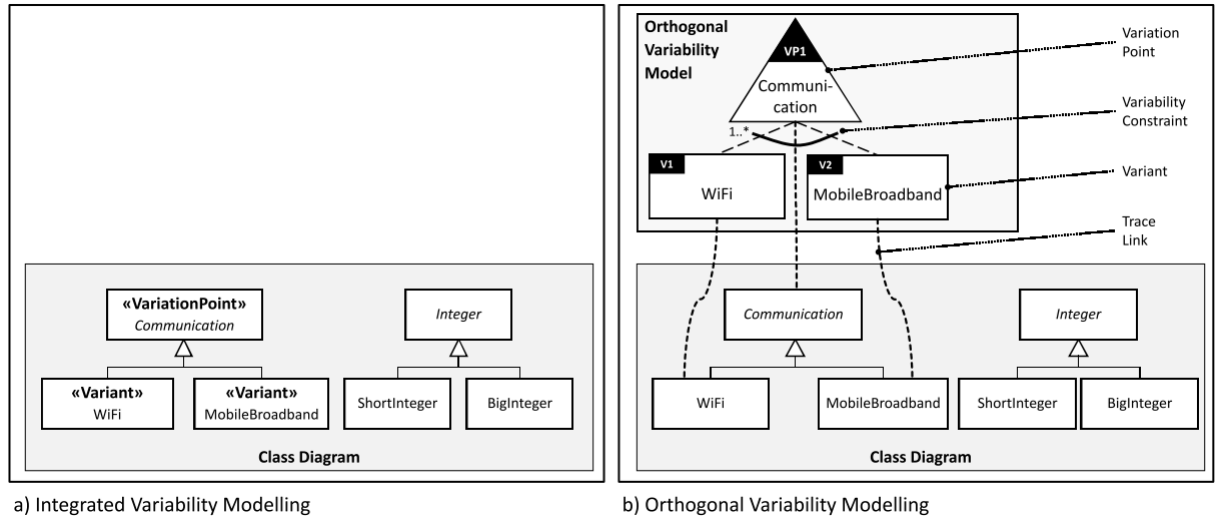 «VariationPoint»
Communication
Integer
«Variant»
WiFi
«Variant»
MobileBroadband
ShortInteger
BigInteger
Class Diagram
a) Integrated Variability Modelling
Orthogonal
Variability
Model
VP1
Communi-
cation
1..*
V1
WiFi
V2
MobileBroadband
Variation
Point
Variability
Constraint
Variant
Trace
Link
Communication
Integer
WiFi
MobileBroadband
ShortInteger
BigInteger
Class Diagram
b) Orthogonal Variability Modelling